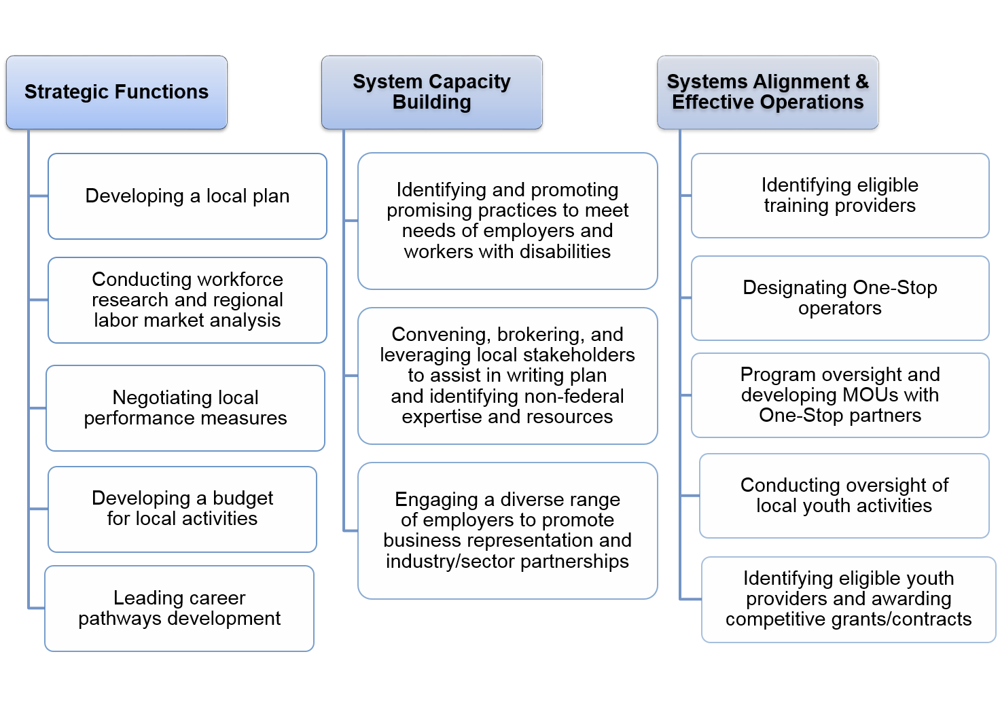 Strategic Functions
Developing a local plan
Conducting workforce
research and regional
labor market analysis
Negotiating local
performance measures
Developing a budget
for local activities
Leading career
pathways development
System Capacity
Building
Identifying and promoting
promising practices to meet
needs of employers and
workers with disabilities
Convening, brokering, and
leveraging local stakeholders
to assist in writing plan
and identifying non-federal
expertise and resources
Engaging a diverse range
of employers to promote
business representation and
industry/sector partnerships
Systems Alignment &
Effective Operations
Identifying eligible
training providers
Designating One-Stop
operators
Program oversight and
developing MOUs with
One-Stop partners
Conducting oversight of
local youth activities
Identifying eligible youth
providers and awarding
competitive grants/contracts